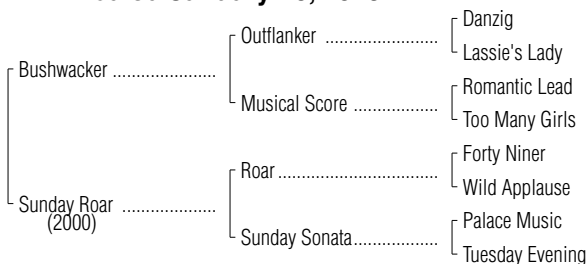 Danzig
Outflanker ........................
Lassie's Lady
Bushwacker .....................
Romantic Lead
Musical Score .................
Too Many Girls
Forty Niner
Roar................................
Wild Applause
Sunday Roar ...................
(2000)
Palace Music
Sunday Sonata.................
Tuesday Evening